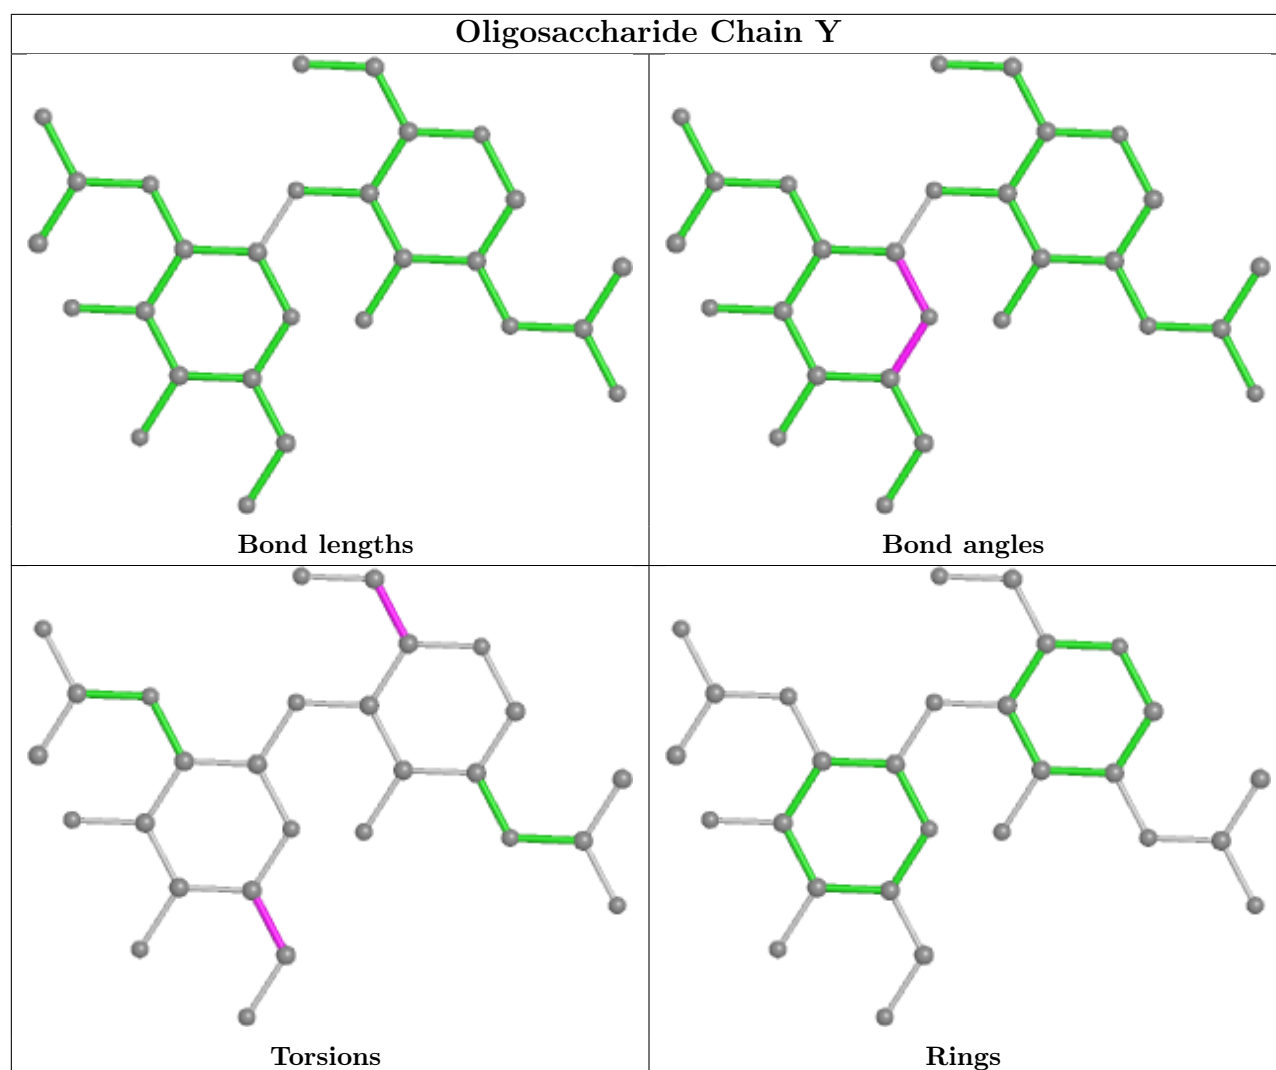 Oligosaccharide Chain Y
Bond lengths
Bond angles
Torsions
Rings